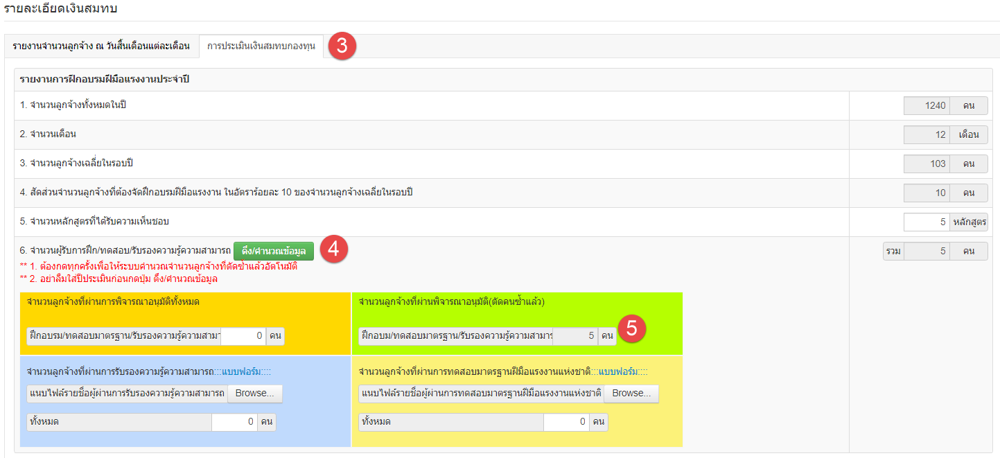 รายละเอียดเงินสมทบ
รายงานจำนวนลูกจ้าง ณ วันสิ้นเดือนแต่ละเดือน การประเมินเงินสมทบกองทุน 3
รายงานการฝึกอบรมฝีมือแรงงานประจำปี
1. จำนวนลูกจ้างทั้งหมดในปี 1240 คน
2. จำนวนเดือน 12 เดือน
3. จำนวนลูกจ้างเฉลี่ยในรอบปี 103 คน
4. สัดส่วนจำนวนลูกจ้างที่ต้องจัดฝึกอบรมฝีมือแรงงาน ในอัตราร้อยละ 10 ของจำนวนลูกจ้างเฉลี่ยในรอบปี 10 คน
5. จำนวนหลักสูตรที่ได้รับความเห็นชอบ 5 หลักสูตร
6. จำนวนผู้รับการฝึก/ทดสอบ/รับรองความรู้ความสามารถ ดึง/คำนวณข้อมูล 4 รวม 5 คน
** 1. ต้องกดทุกครั้งเพื่อให้ระบบคำนวณจำนวนลูกจ้างที่ตัดซ้ำแล้วอัตโนมัติ
** 2. อย่าลืมใส่ปีประเมินก่อนกดปุ่ม ดึง/คำนวณข้อมูล
จำนวนลูกจ้างที่ผ่านการพิจารณาอนุมัติทั้งหมด จำนวนลูกจ้างที่ผ่านพิจารณาอนุมัติ(ตัดคนซ้ำแล้ว)
ฝึกอบรม/ทดสอบมาตรฐาน/รับรองความรู้ความสามา 0 คน ฝึกอบม/ทดสอบมาตรฐาน/รับรองความรู้ความสามาร 5 คน 5
จำนวนลูกจ้างที่ผ่านการรับรองความรู้ความสามารถ:::แบบฟอร์ม:::: จำนวนลูกจ้างที่ผ่านการทดสอบมาตรฐานฝีมือแรงงานแห่งชาติ:::แบบฟอร์ม::::
แนบไฟล์รายชื่อผู้ผ่านการรับรองความรู้ความสามารถ Browse... แนบไฟล์รายชื่อผู้ผ่านการทดสอบมาตรฐานฝีมือแรงงานแห่งชาติ Browse...
ทั้งหมด 0 คน ทั้งหมด 0 คน